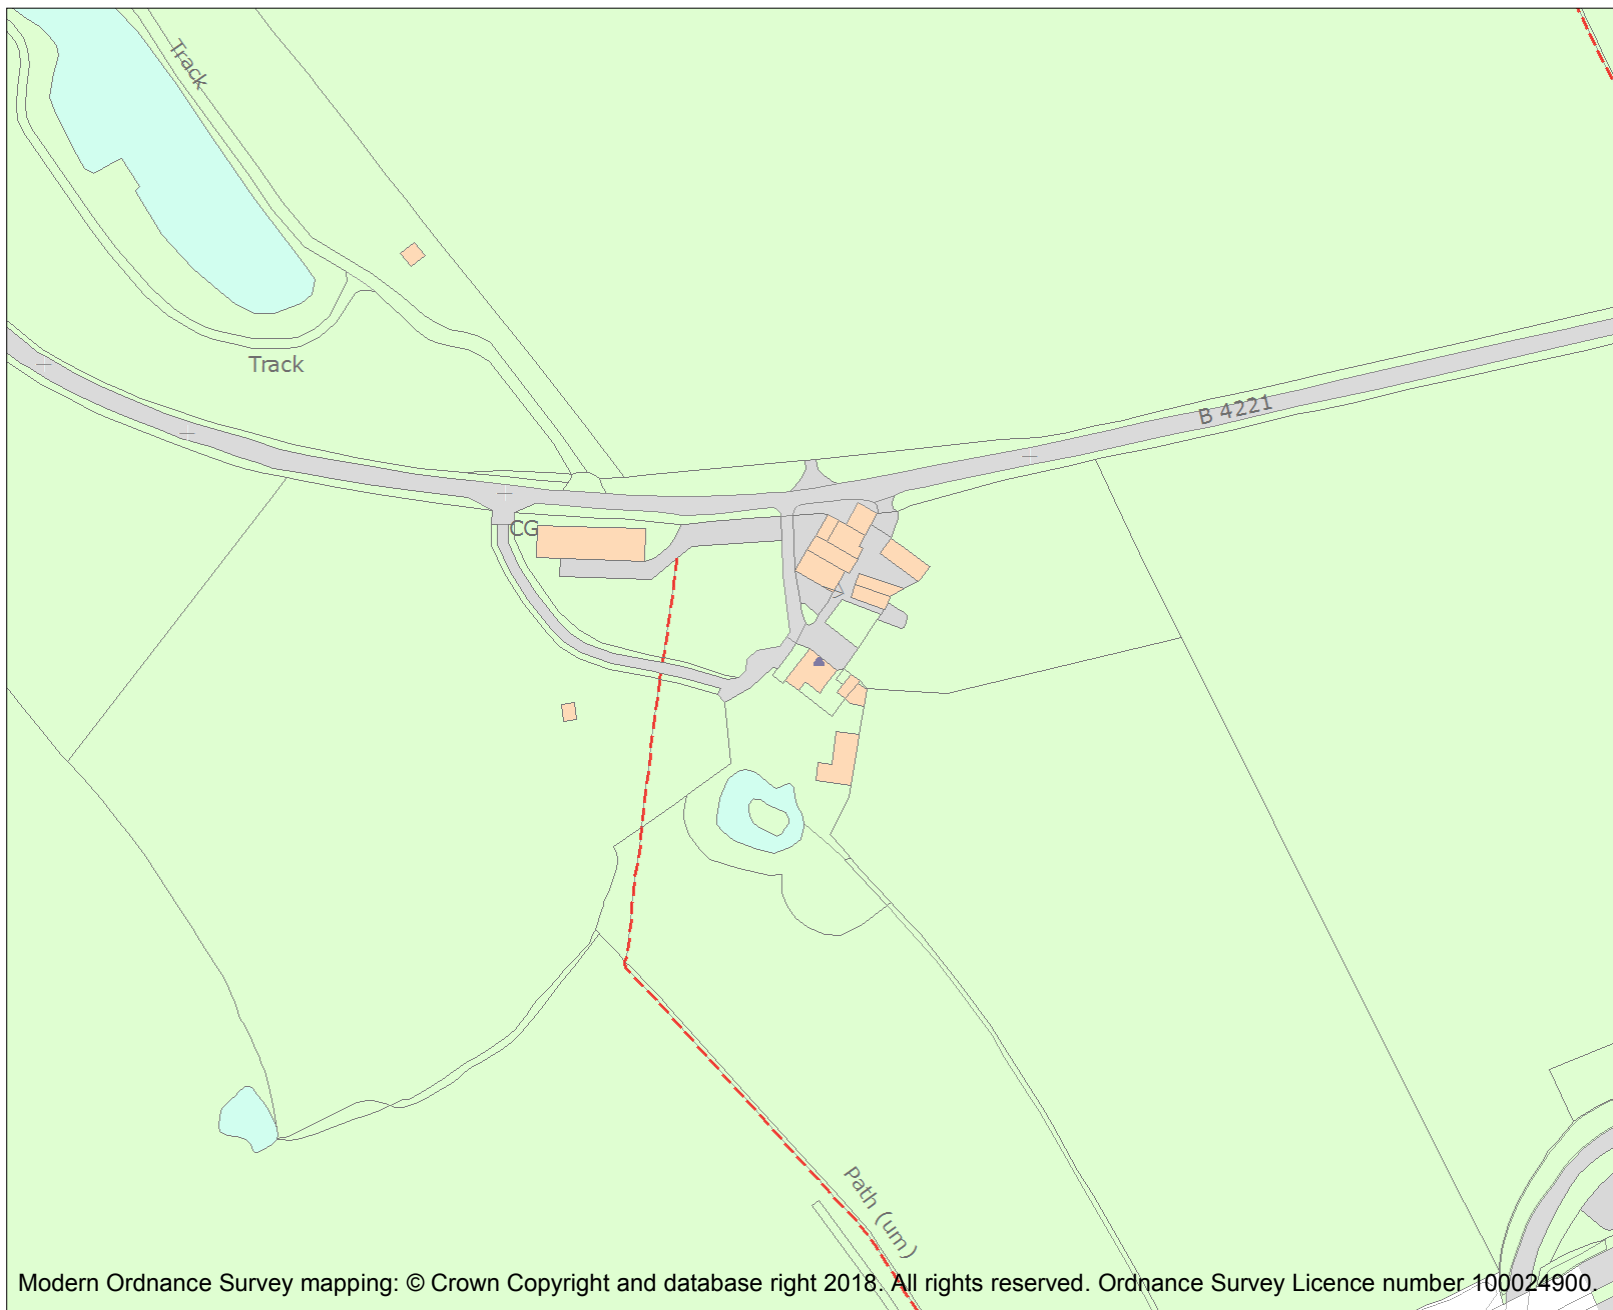 Track
Track
B 4221
CG
Path (um)
Modern Ordnance Survey mapping: © Crown Copyright and database right 2018. All rights reserved. Ordnance Survey Licence number 100024900.